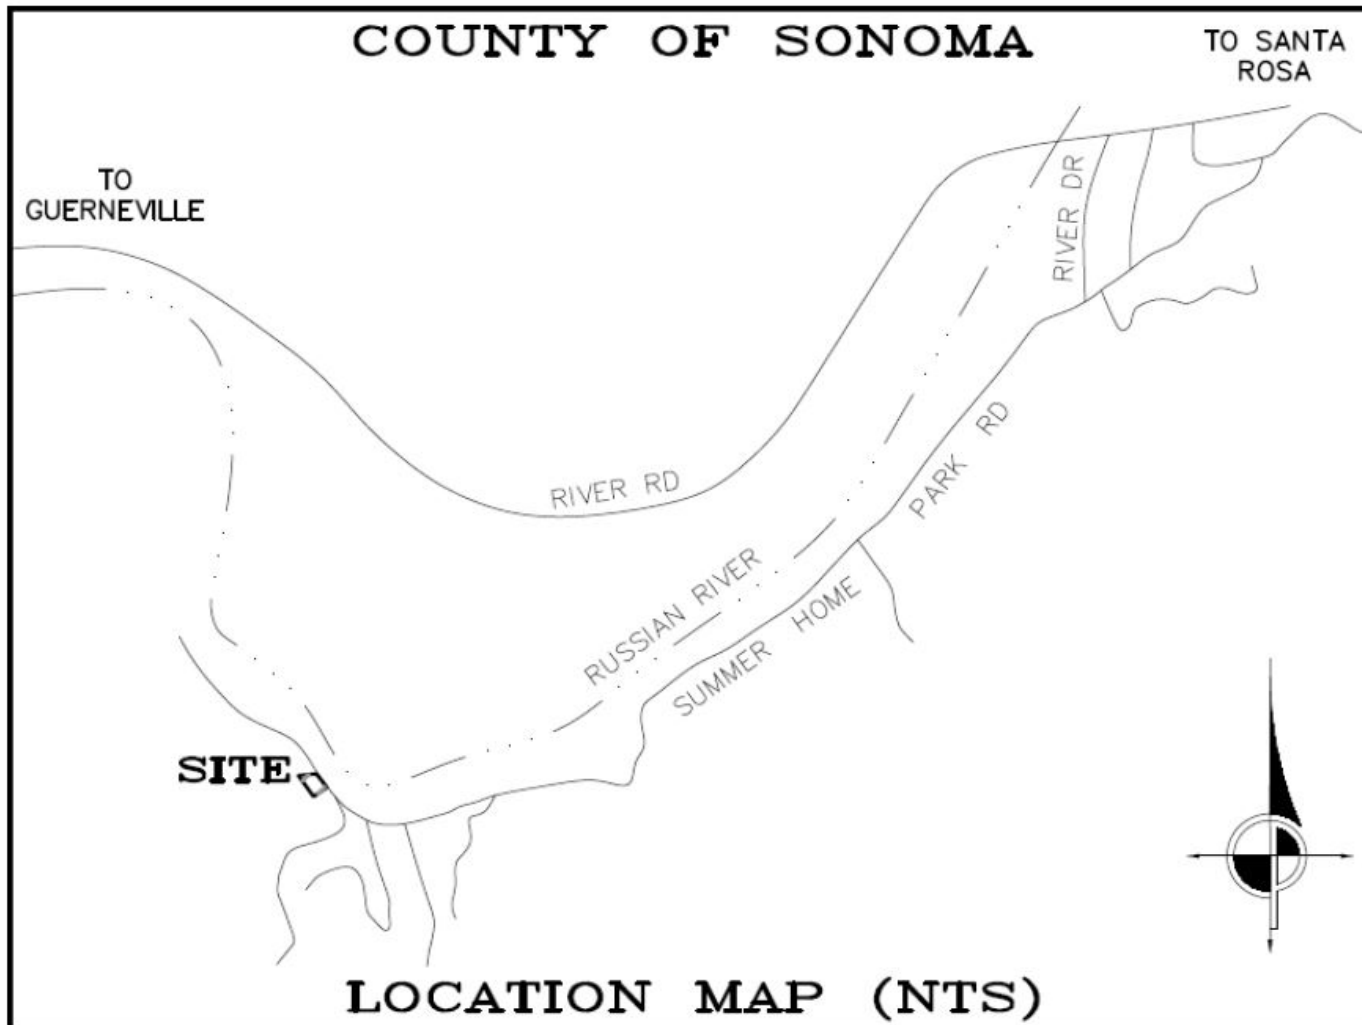 COUNTY OF SONOMA
TO SANTA
ROSA
TO
GUERNEVILLE
RIVER DR
RIVER RD
PARK RD
RUSSIAN RIVER
SUMMER HOME
SITE
LOCATION MAP (NTS)